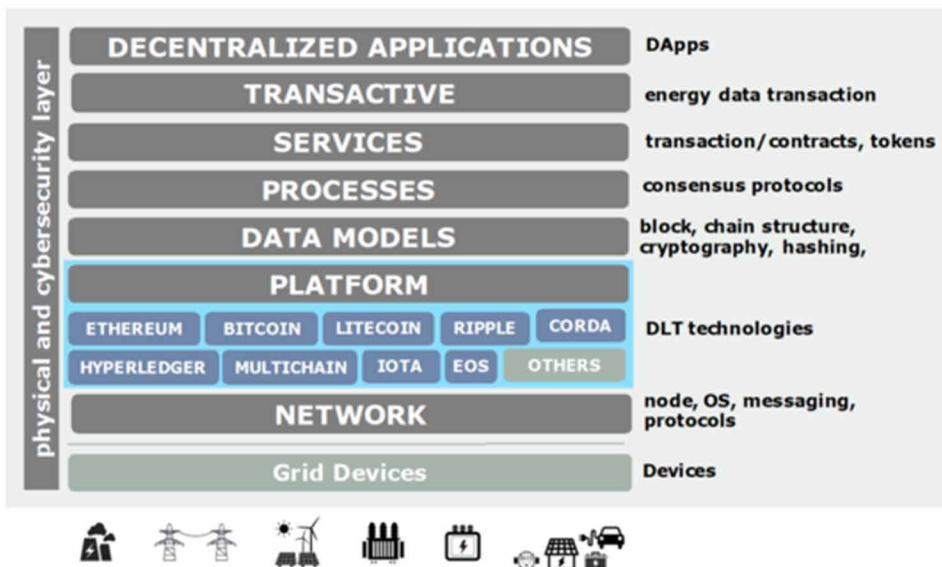 physical and cybersecurity layer
DECENTRALIZED APPLICATIONS
DApps
TRANSACTIVE
energy data transaction
SERVICES
transaction/contracts, tokens
PROCESSES
consensus protocols
DATA MODELS
block, chain structure,
cryptography, hashing,
PLATFORM
ETHEREUM BITCOIN LITECOIN RIPPLE CORDA
HYPERLEDGER MULTICHAIN IOTA EOS OTHERS
DLT technologies
NETWORK
node, OS, messaging,
protocols
Grid Devices
Devices